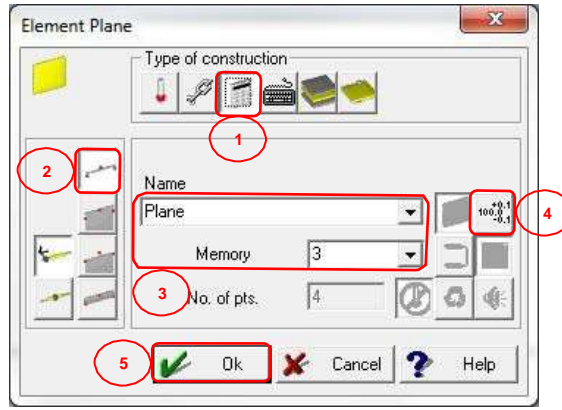 Element Plane
Type of construction
1
2
Name
Plane
+0.1
100.0
-0.1
4
Memory 3
3
No. of pts. 4
5
Ok Cancel ? Help